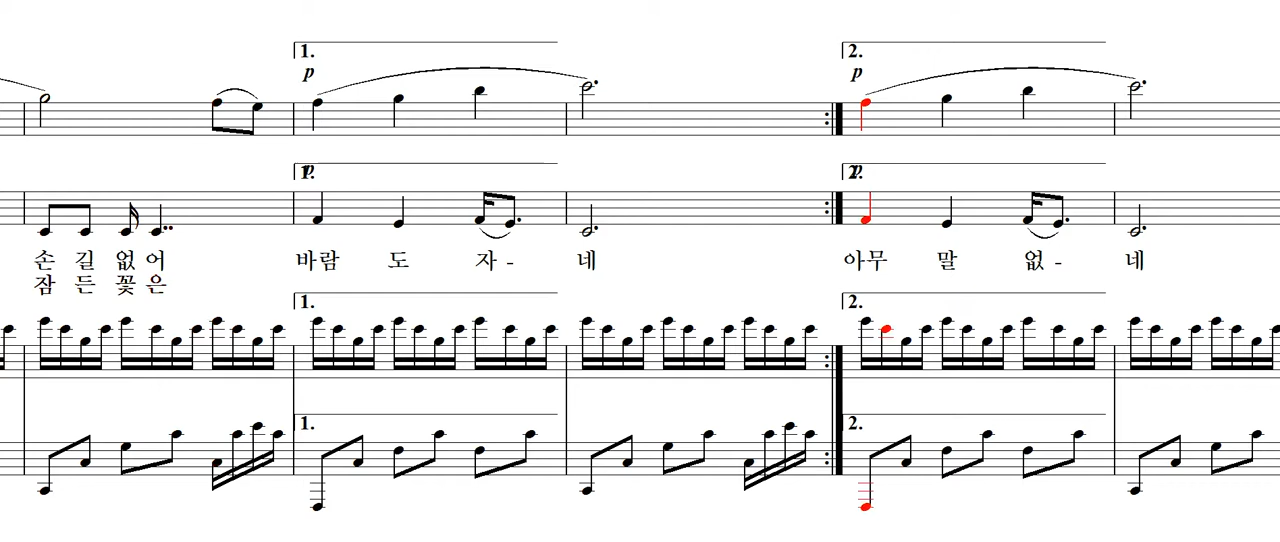 1. 2.
p p
1. 2.
p p
손 길 없 어 바람 도 자 - 네 아무 말 없 - 네
잠 든 꽃 은
1. 2.
1. 2.